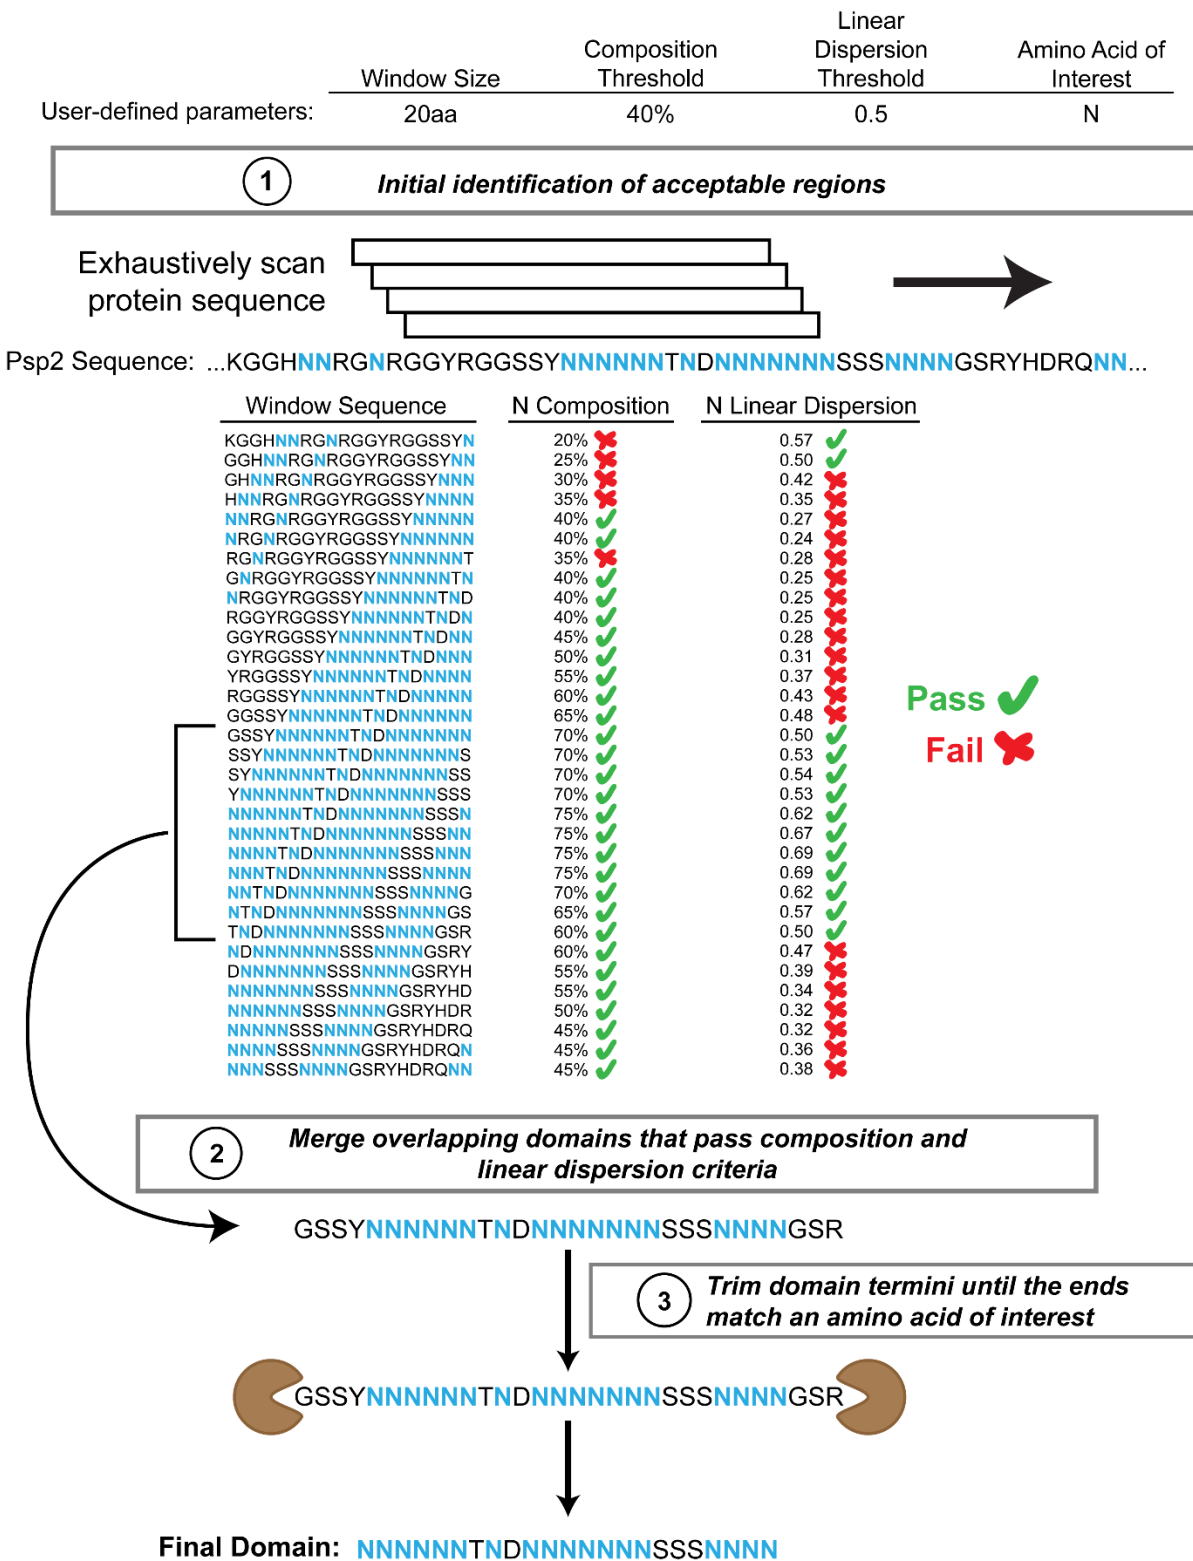 Window Size
Composition Threshold
Linear Dispersion Threshold
Amino Acid of Interest
User-defined parameters: 20aa 40% 0.5 N
1 Initial identification of acceptable regions
Exhaustively scan
protein sequence
Psp2 Sequence: ...KGGHNNRGNRGGYRGGSSYNNNNNNTNDNNNNNNNSSSNNNNGSRYHDRQNN...
Window Sequence N Composition N Linear Dispersion
KGGHNNRGNRGGYRGGSSYN 20% 0.57
GGHNNRGNRGGYRGGSSYNN 25% 0.50
GHNNRGNRGGYRGGSSYNNN 30% 0.42
HNNRGNRGGYRGGSSYNNNN 35% 0.35
NNRGNRGGYRGGSSYNNNNN 40% 0.27
NRGNRGGYRGGSSYNNNNNN 40% 0.24
RGNRGGYRGGSSYNNNNNNT 35% 0.28
GNRGGYRGGSSYNNNNNNTN 40% 0.25
NRGGYRGGSSYNNNNNNTND 40% 0.25
RGGYRGGSSYNNNNNNTNDN 40% 0.25
GGYRGGSSYNNNNNNTNDNN 45% 0.28
GYRGGSSYNNNNNNTNDNNN 50% 0.31
YRGGSSYNNNNNNTNDNNNN 55% 0.37
RGGSSYNNNNNNTNDNNNNN 60% 0.43
GGSSYNNNNNNTNDNNNNNN 65% 0.48
GSSYNNNNNNTNDNNNNNNN 70% 0.50
SSYNNNNNNTNDNNNNNNNS 70% 0.53
SYNNNNNNTNDNNNNNNNSS 70% 0.54
YNNNNNNTNDNNNNNNNSSS 70% 0.53
NNNNNNTNDNNNNNNNSSSN 75% 0.62
NNNNNTNDNNNNNNNSSSNN 75% 0.67
NNNNTNDNNNNNNNSSSNNN 75% 0.69
NNNTNDNNNNNNNSSSNNNN 75% 0.69
NNTNDNNNNNNNSSSNNNNG 70% 0.62
NTNDNNNNNNNSSSNNNNGS 65% 0.57
TNDNNNNNNNSSSNNNNGSR 60% 0.50
NDNNNNNNNSSSNNNNGSRY 60% 0.47
DNNNNNNNSSSNNNNGSRYH 55% 0.39
NNNNNNNSSSNNNNGSRYHD 55% 0.34
NNNNNNSSSNNNNGSRYHDR 50% 0.32
NNNNNSSSNNNNGSRYHDRQ 45% 0.32
NNNNSSSNNNNGSRYHDRQN 45% 0.36
NNNSSSNNNNGSRYHDRQNN 45% 0.38
Pass
Fail
2 Merge overlapping domains that pass composition and
linear dispersion criteria
GSSYNNNNNNTNDNNNNNNNSSSNNNNGSR
3 Trim domain termini until the ends
match an amino acid of interest
GSSYNNNNNNTNDNNNNNNNSSSNNNNGSR
Final Domain: NNNNNNTNDNNNNNNNSSSNNNN